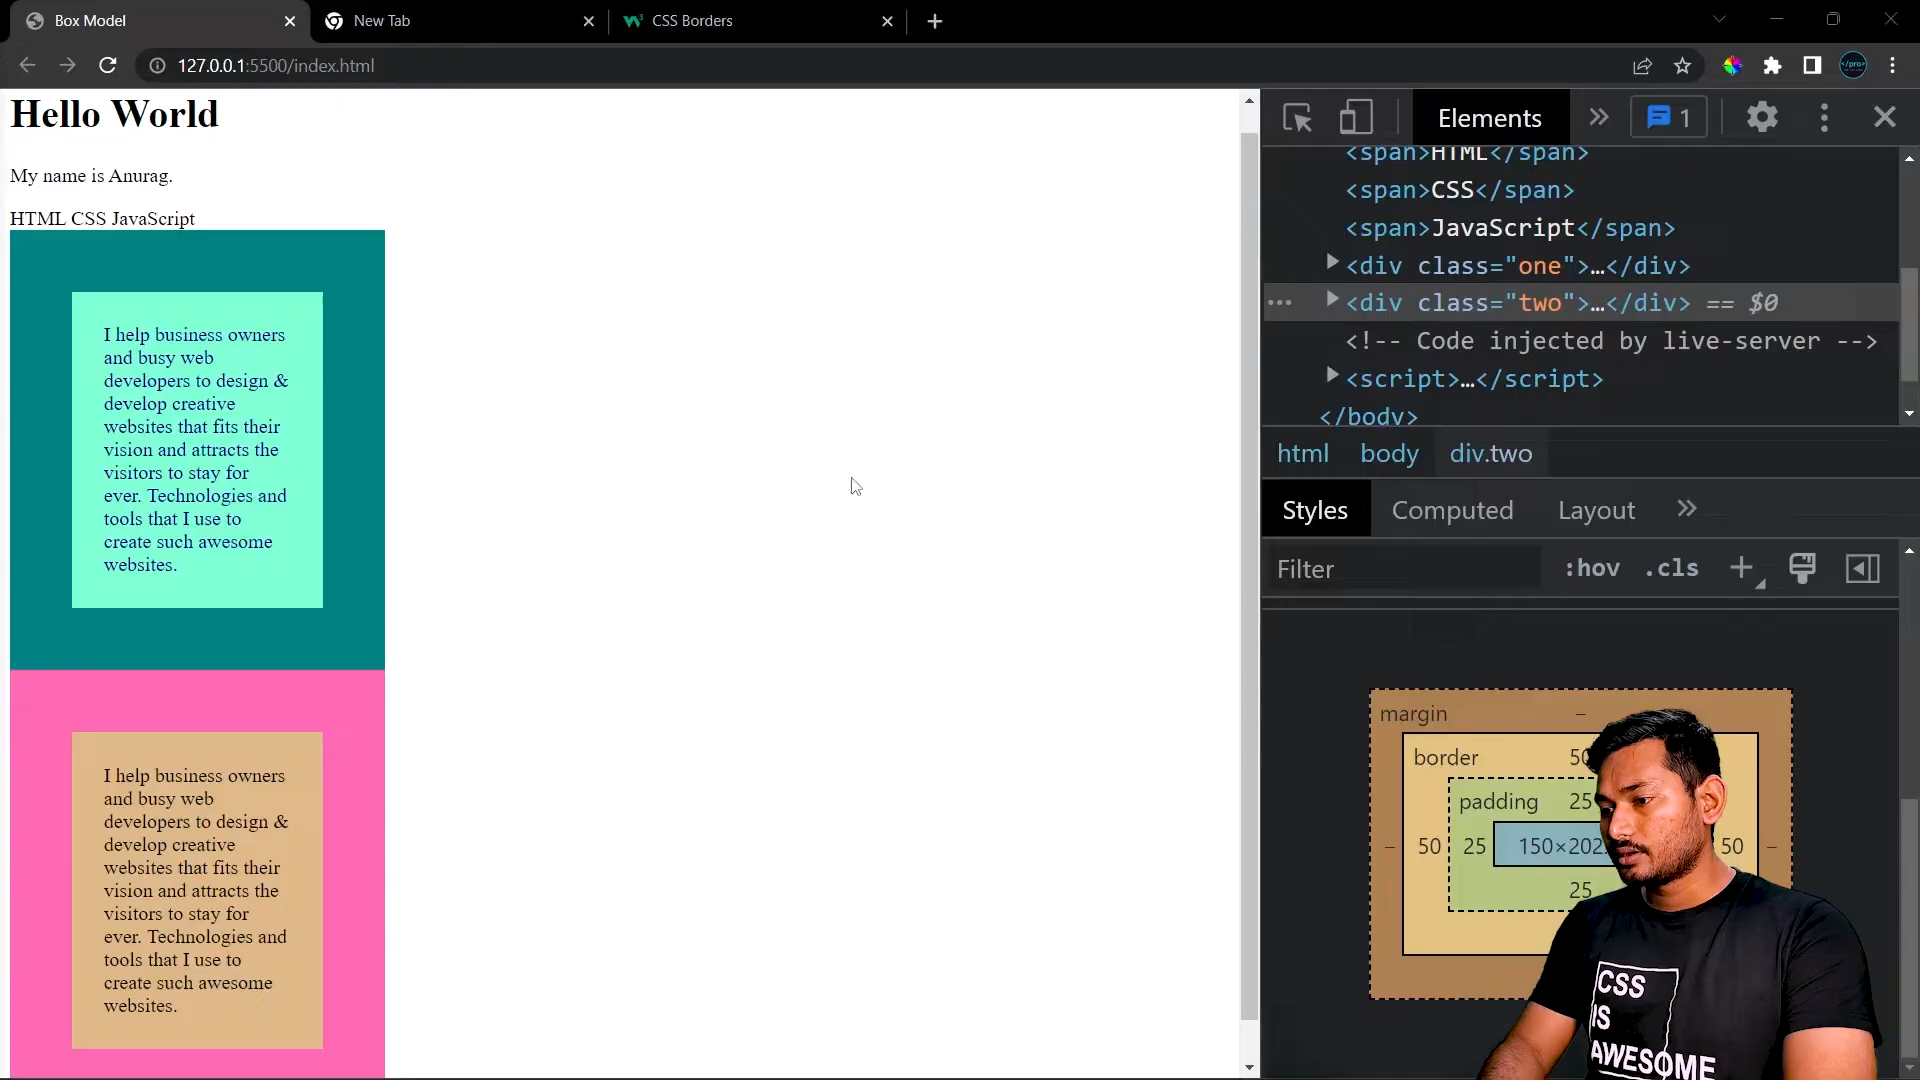 Box Model
New Tab
CSS Borders
127.0.0.1:5500/index.html
Hello World
My name is Anurag.
HTML CSS JavaScript
I help business owners
and busy web
developers to design &
develop creative
websites that fits their
vision and attracts the
visitors to stay for
ever. Technologies and
tools that I use to
create such awesome
websites.
I help business owners
and busy web
developers to design &
develop creative
websites that fits their
vision and attracts the
visitors to stay for
ever. Technologies and
tools that I use to
create such awesome
websites.
Elements
1
<span>HTML</span>
<span>CSS</span>
<span>JavaScript</span>
<div class="one">…</div>
<div class="two">…</div> == $0
<!-- Code injected by live-server -->
<script>…</script>
</body>
html body div.two
Styles Computed Layout
Filter :hov .cls
margin –
border 50
padding 25
– 50 25 150×202 50 –
25
CSS
IS
AWESOME